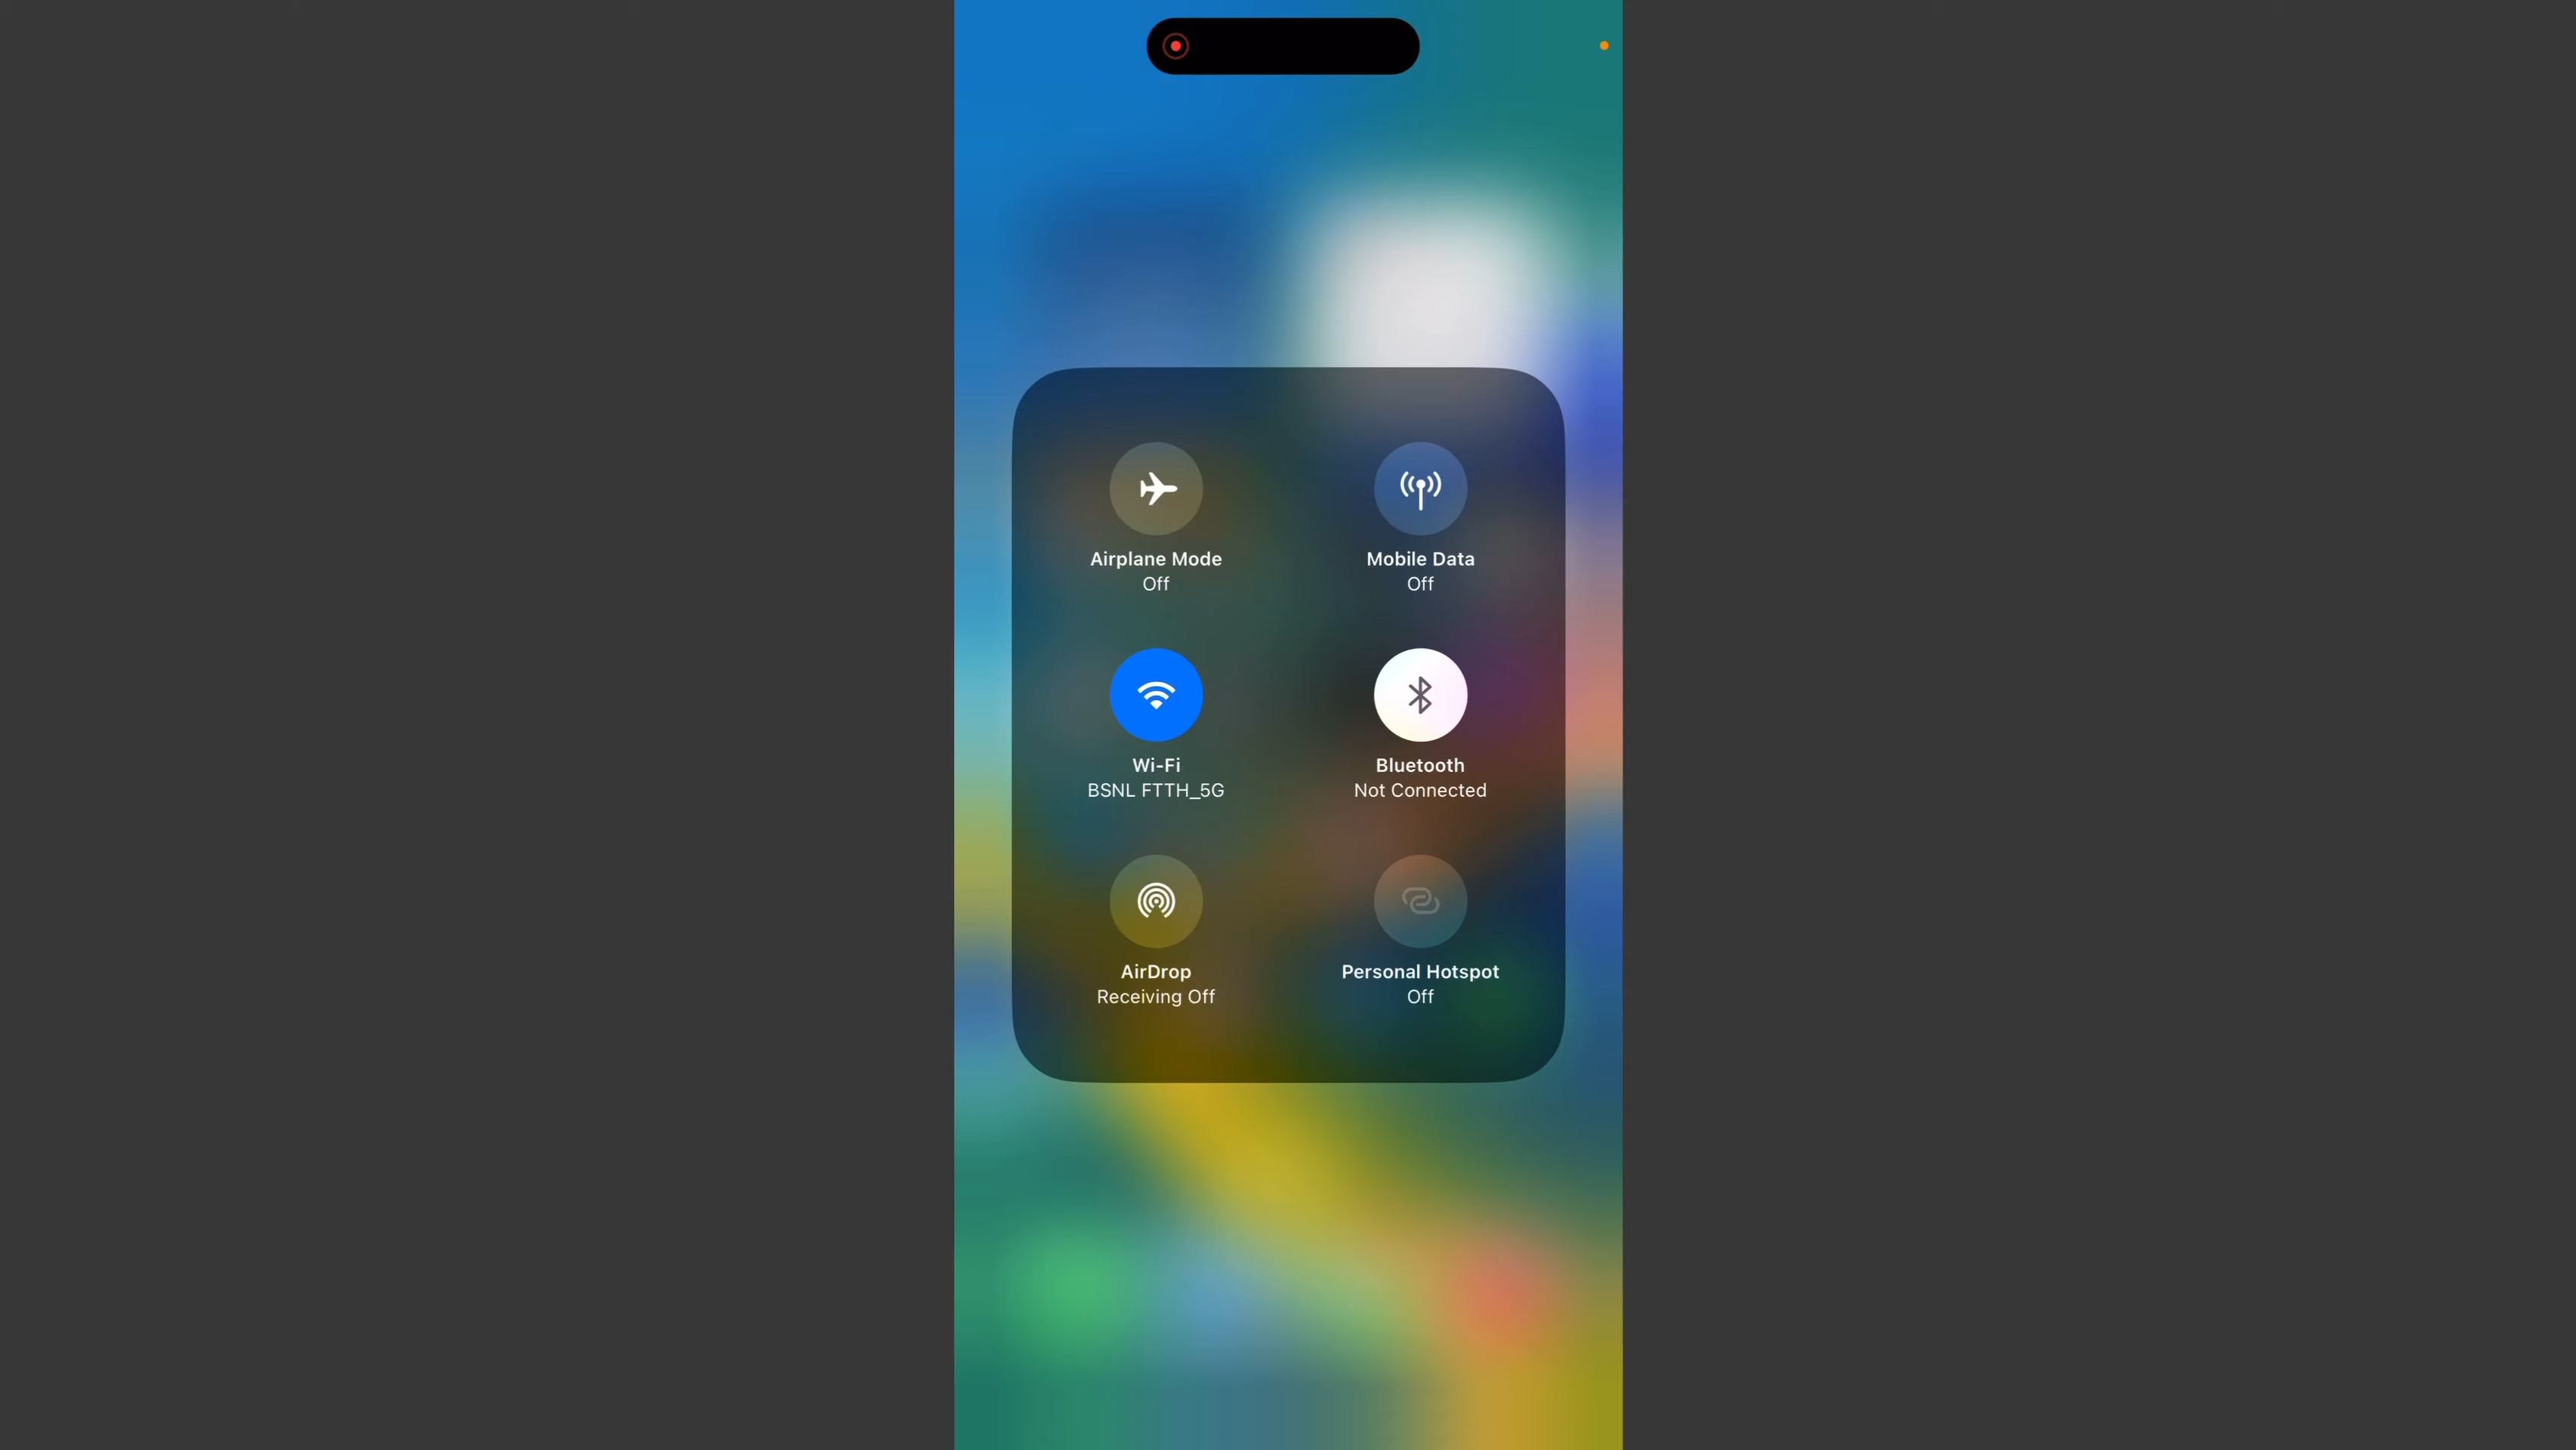 Airplane Mode
Off
Mobile Data
Off
Wi-Fi
BSNL FTTH_5G
Bluetooth
Not Connected
AirDrop
Receiving Off
Personal Hotspot
Off